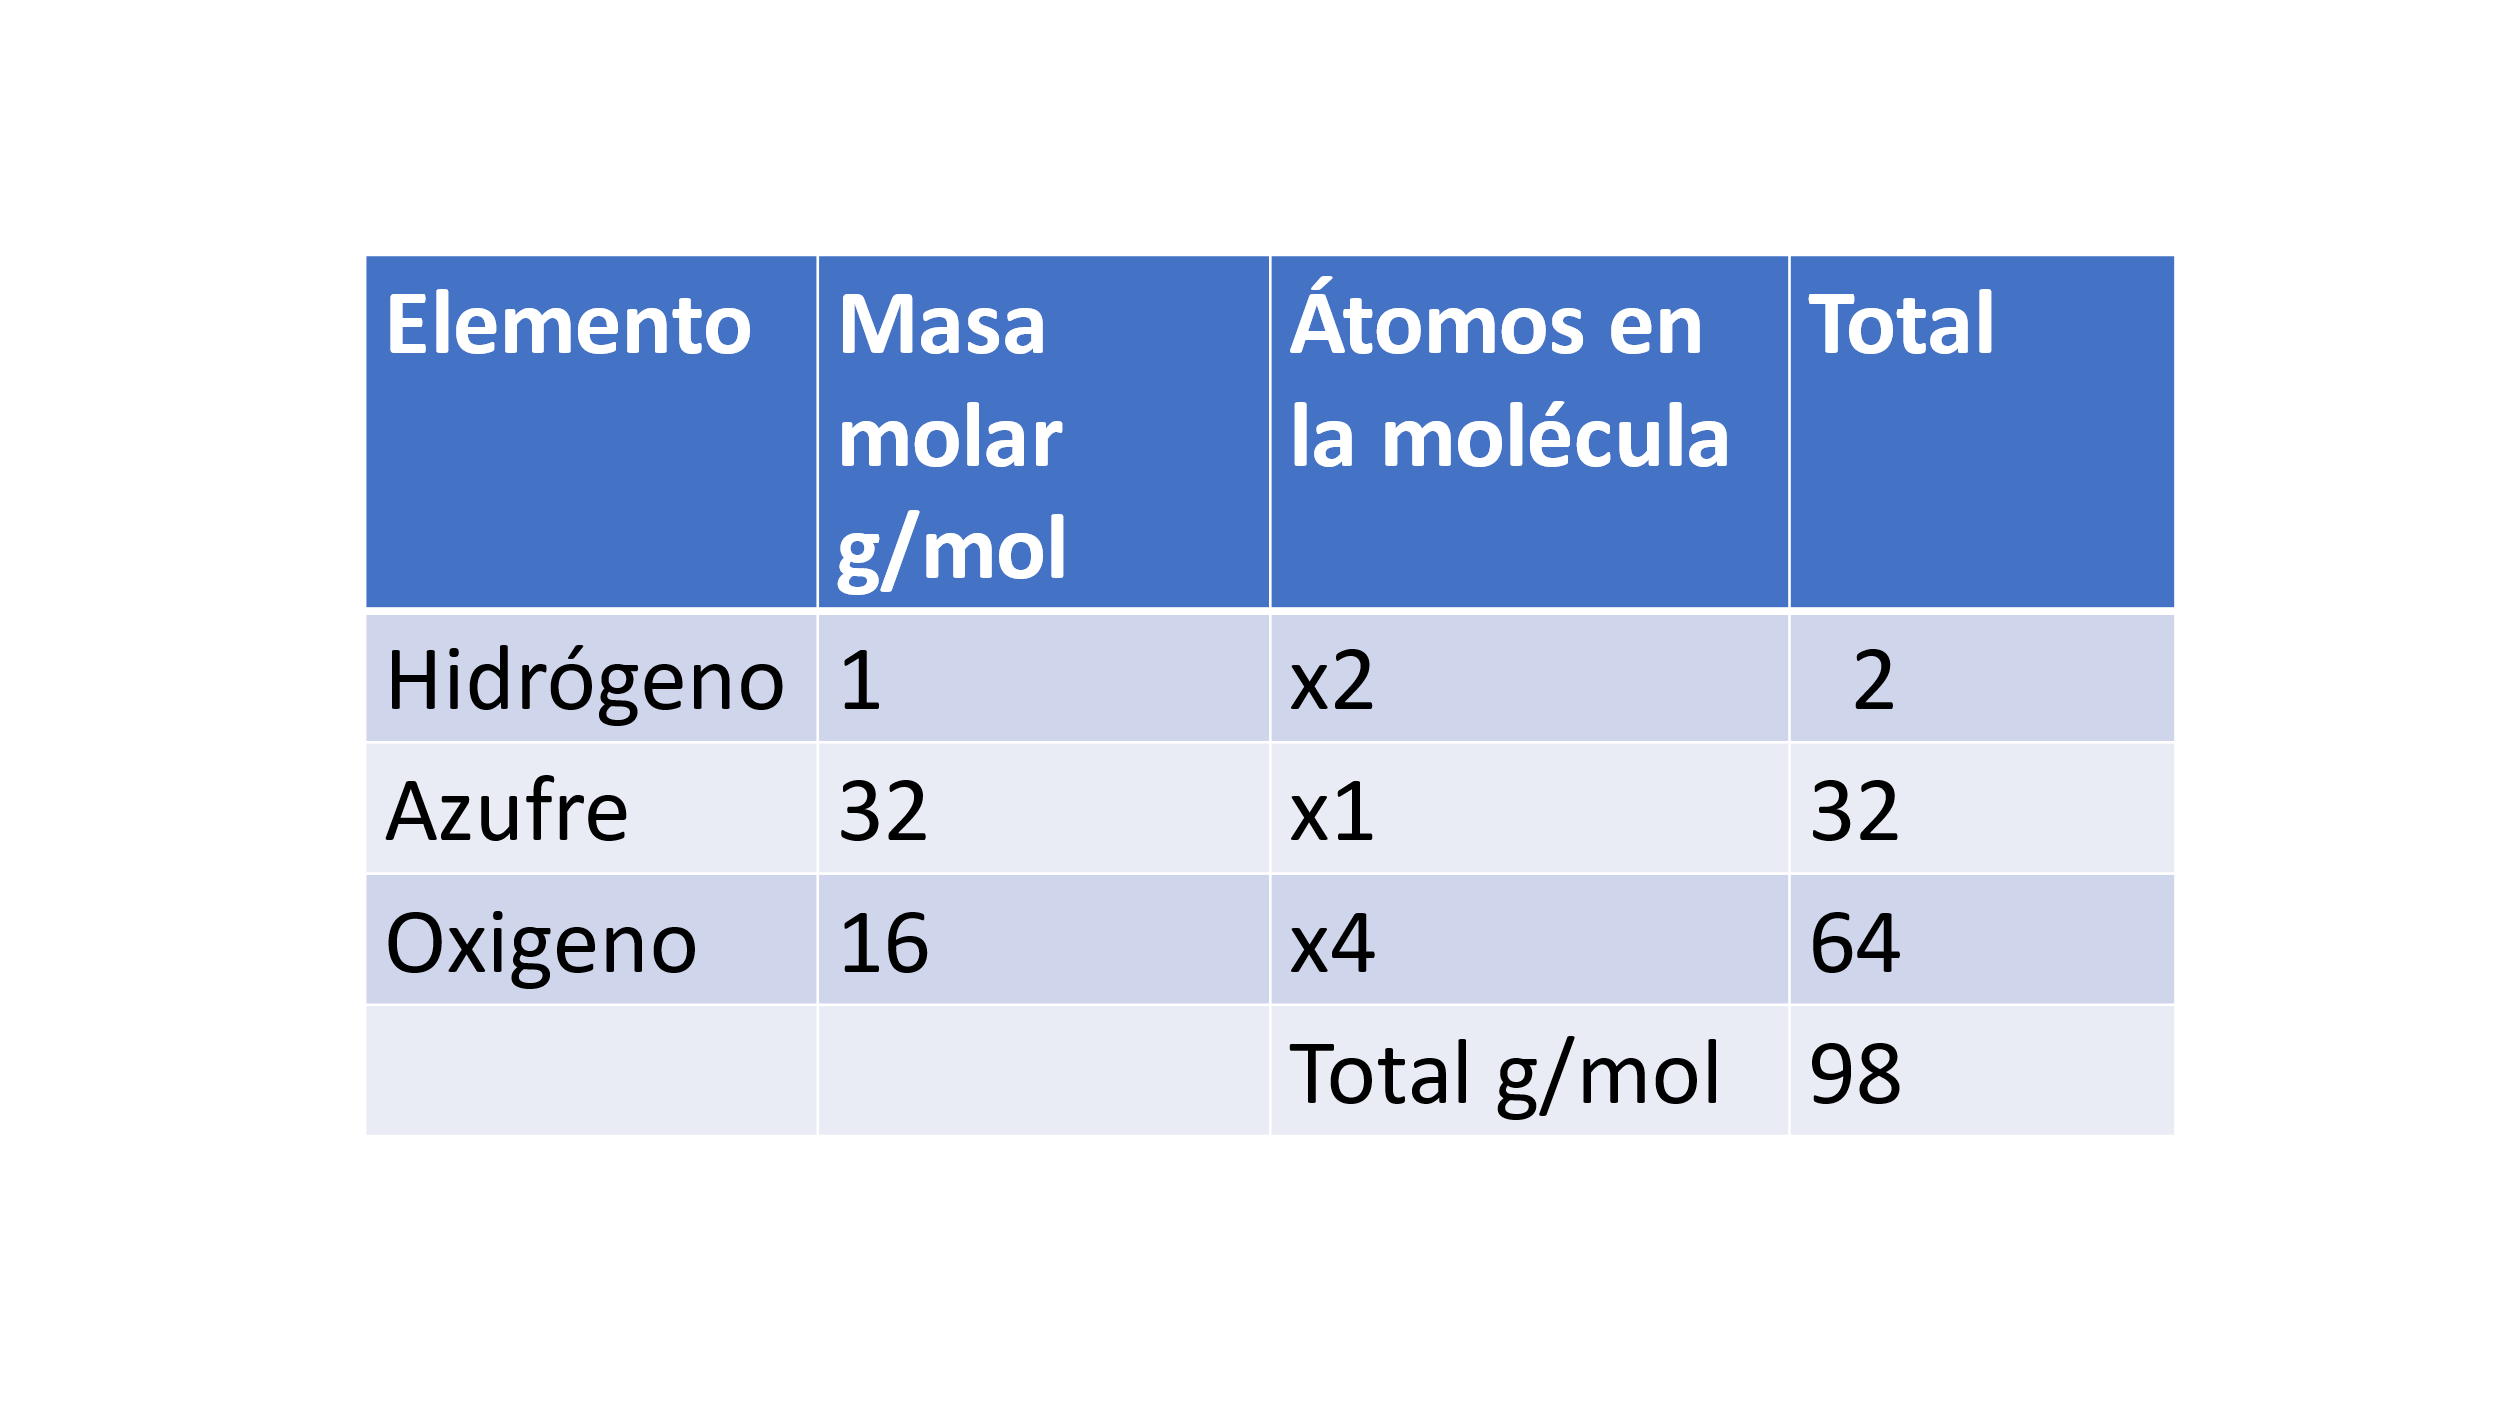 Elemento
Masa
molar
g/mol
Átomos en
la molécula
Total
Hidrógeno 1 x2 2
Azufre 32 x1 32
Oxigeno 16 x4 64
Total g/mol 98